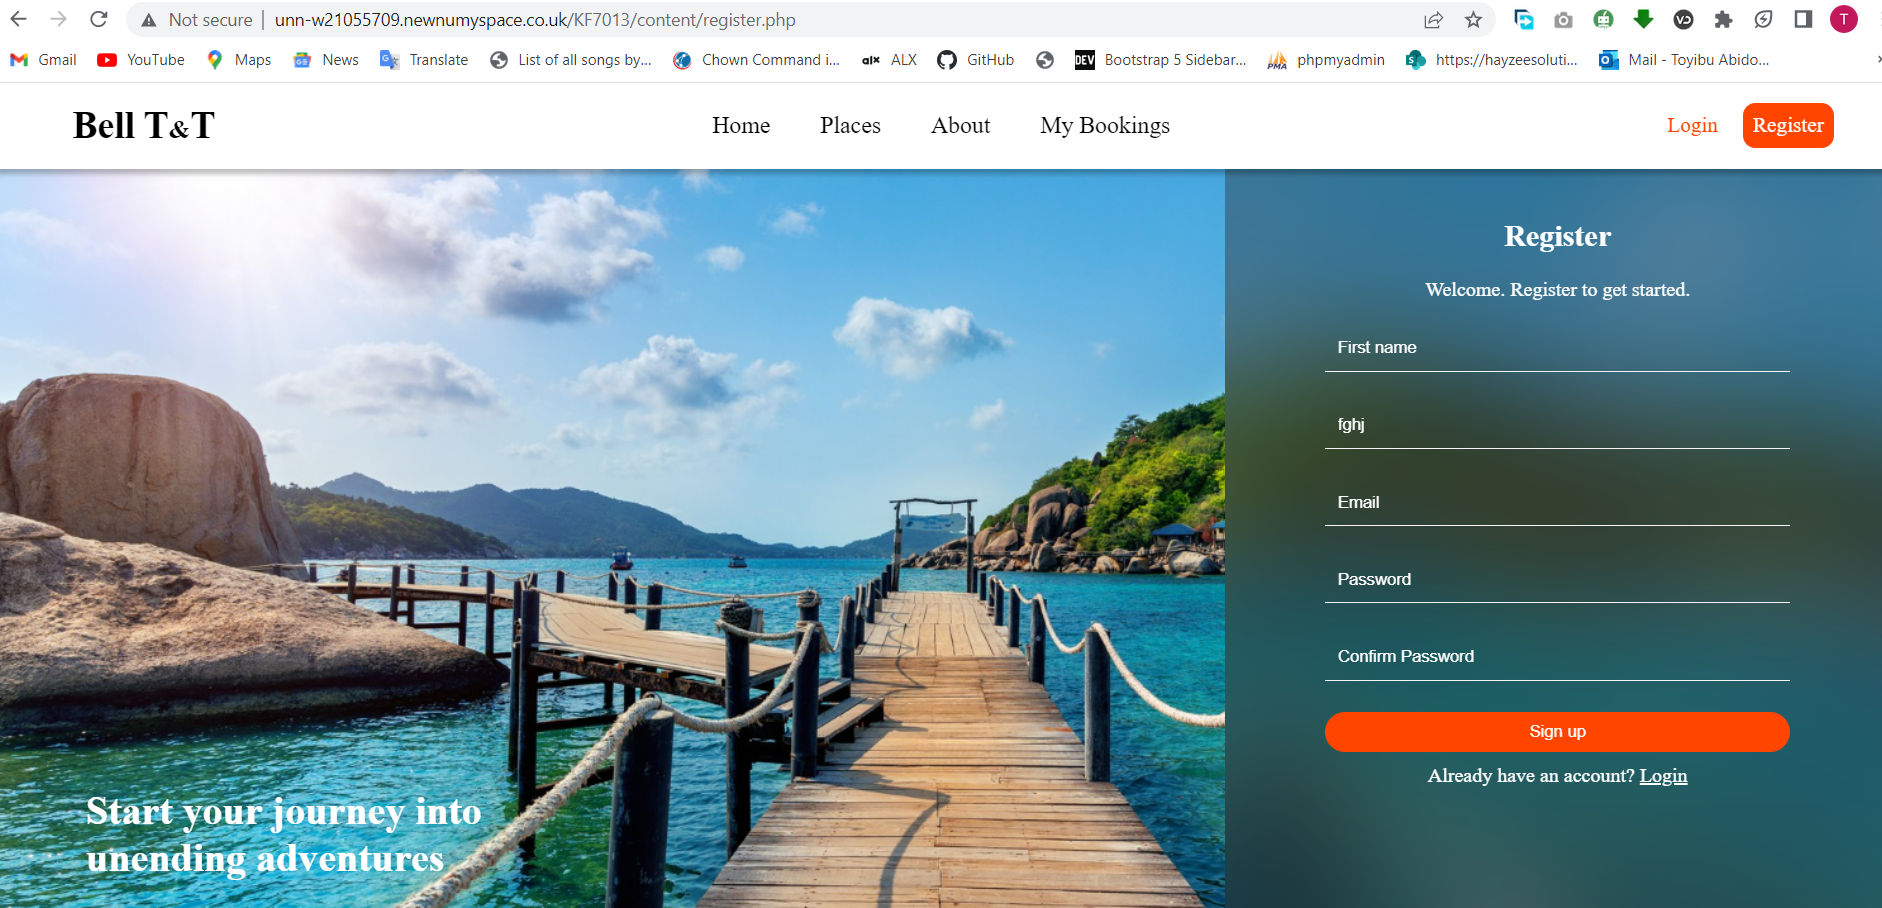 Not secure | unn-w21055709.newnumyspace.co.uk/KF7013/content/register.php
T
Gmail YouTube Maps News Translate List of all songs by... Chown Command i... alx ALX GitHub DEV Bootstrap 5 Sidebar... PMA phpmyadmin https://hayzeesoluti... Mail - Toyibu Abido...
Bell T&T Home Places About My Bookings Login Register
Register
Welcome. Register to get started.
First name
fghj
Email
Password
Confirm Password
Sign up
Already have an account? Login
Start your journey into
unending adventures